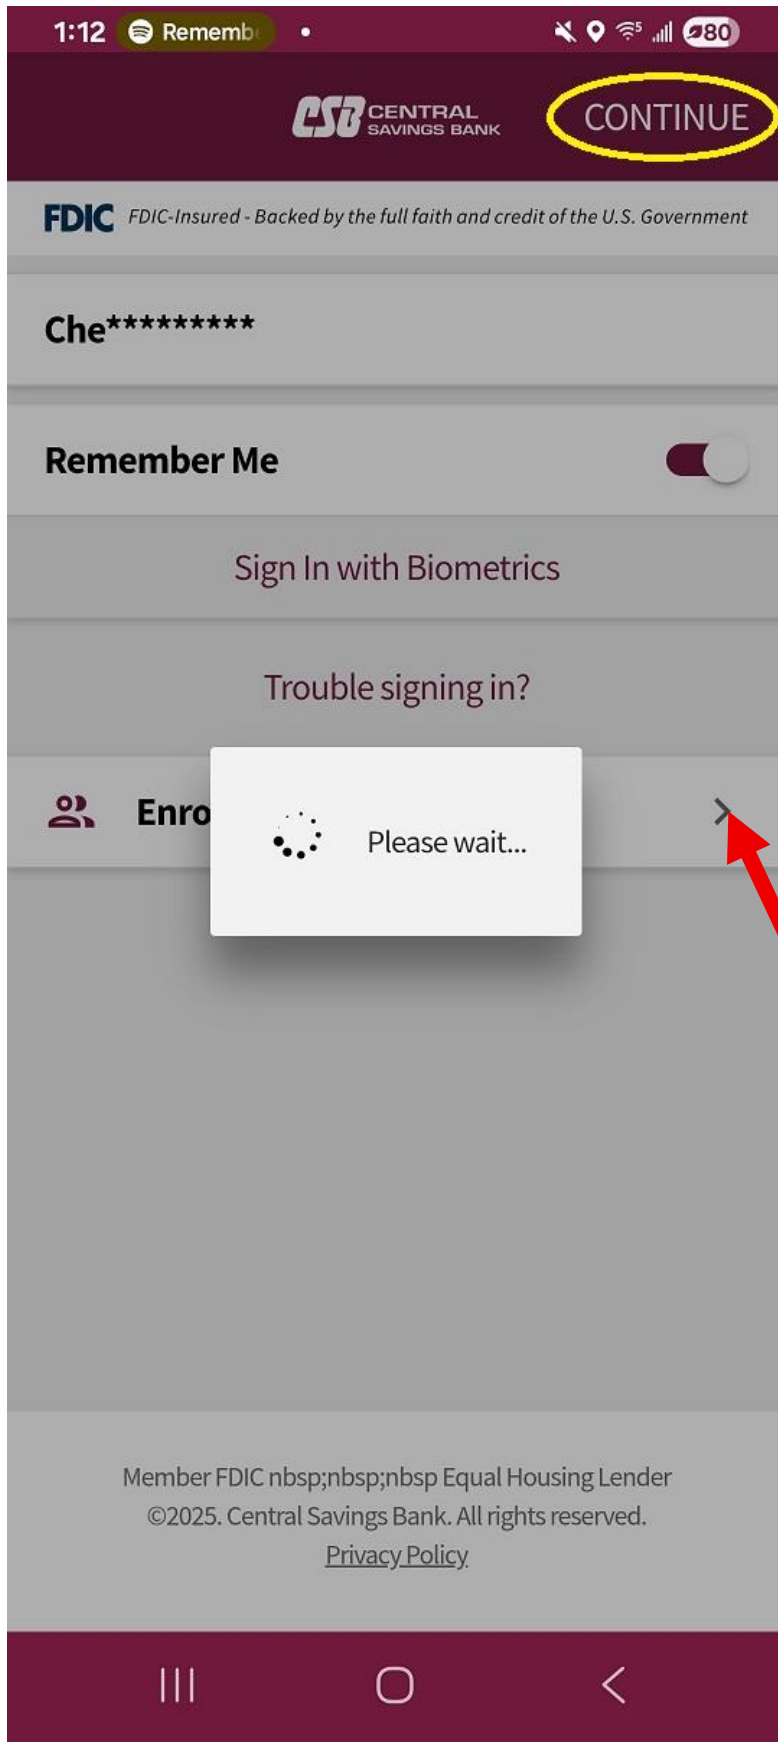 1:12 Rememb 80
CSB CENTRAL
SAVINGS BANK
CONTINUE
FDIC FDIC-Insured - Backed by the full faith and credit of the U.S. Government
Che*********
Remember Me
Sign In with Biometrics
Trouble signing in?
Enro
Please wait...
Member FDIC nbsp;nbsp;nbsp Equal Housing Lender
©2025. Central Savings Bank. All rights reserved.
Privacy Policy